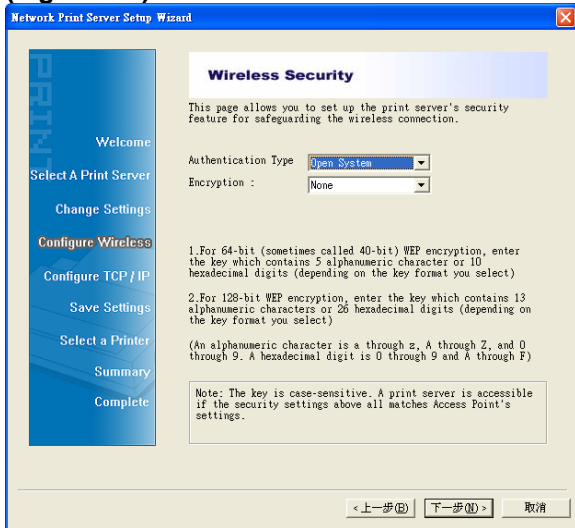 Network Print Server Setup Wizard
PRINT
Welcome
Select A Print Server
Change Settings
Configure Wireless
Configure TCP / IP
Save Settings
Select a Printer
Summary
Complete
Wireless Security
This page allows you to set up the print server's security
feature for safeguarding the wireless connection.
Authentication Type Open System
Encryption : None
1.For 64-bit (sometimes called 40-bit) WEP encryption, enter
the key which contains 5 alphanumeric character or 10
hexadecimal digits (depending on the key format you select)
2.For 128-bit WEP encryption, enter the key which contains 13
alphanumeric characters or 26 hexadecimal digits (depending on
the key format you select)
(An alphanumeric character is a through z, A through Z, and 0
through 9. A hexadecimal digit is 0 through 9 and A through F)
Note: The key is case-sensitive. A print server is accessible
if the security settings above all matches Access Point's
settings.
<上一步(B) 下一步(N)> 取消